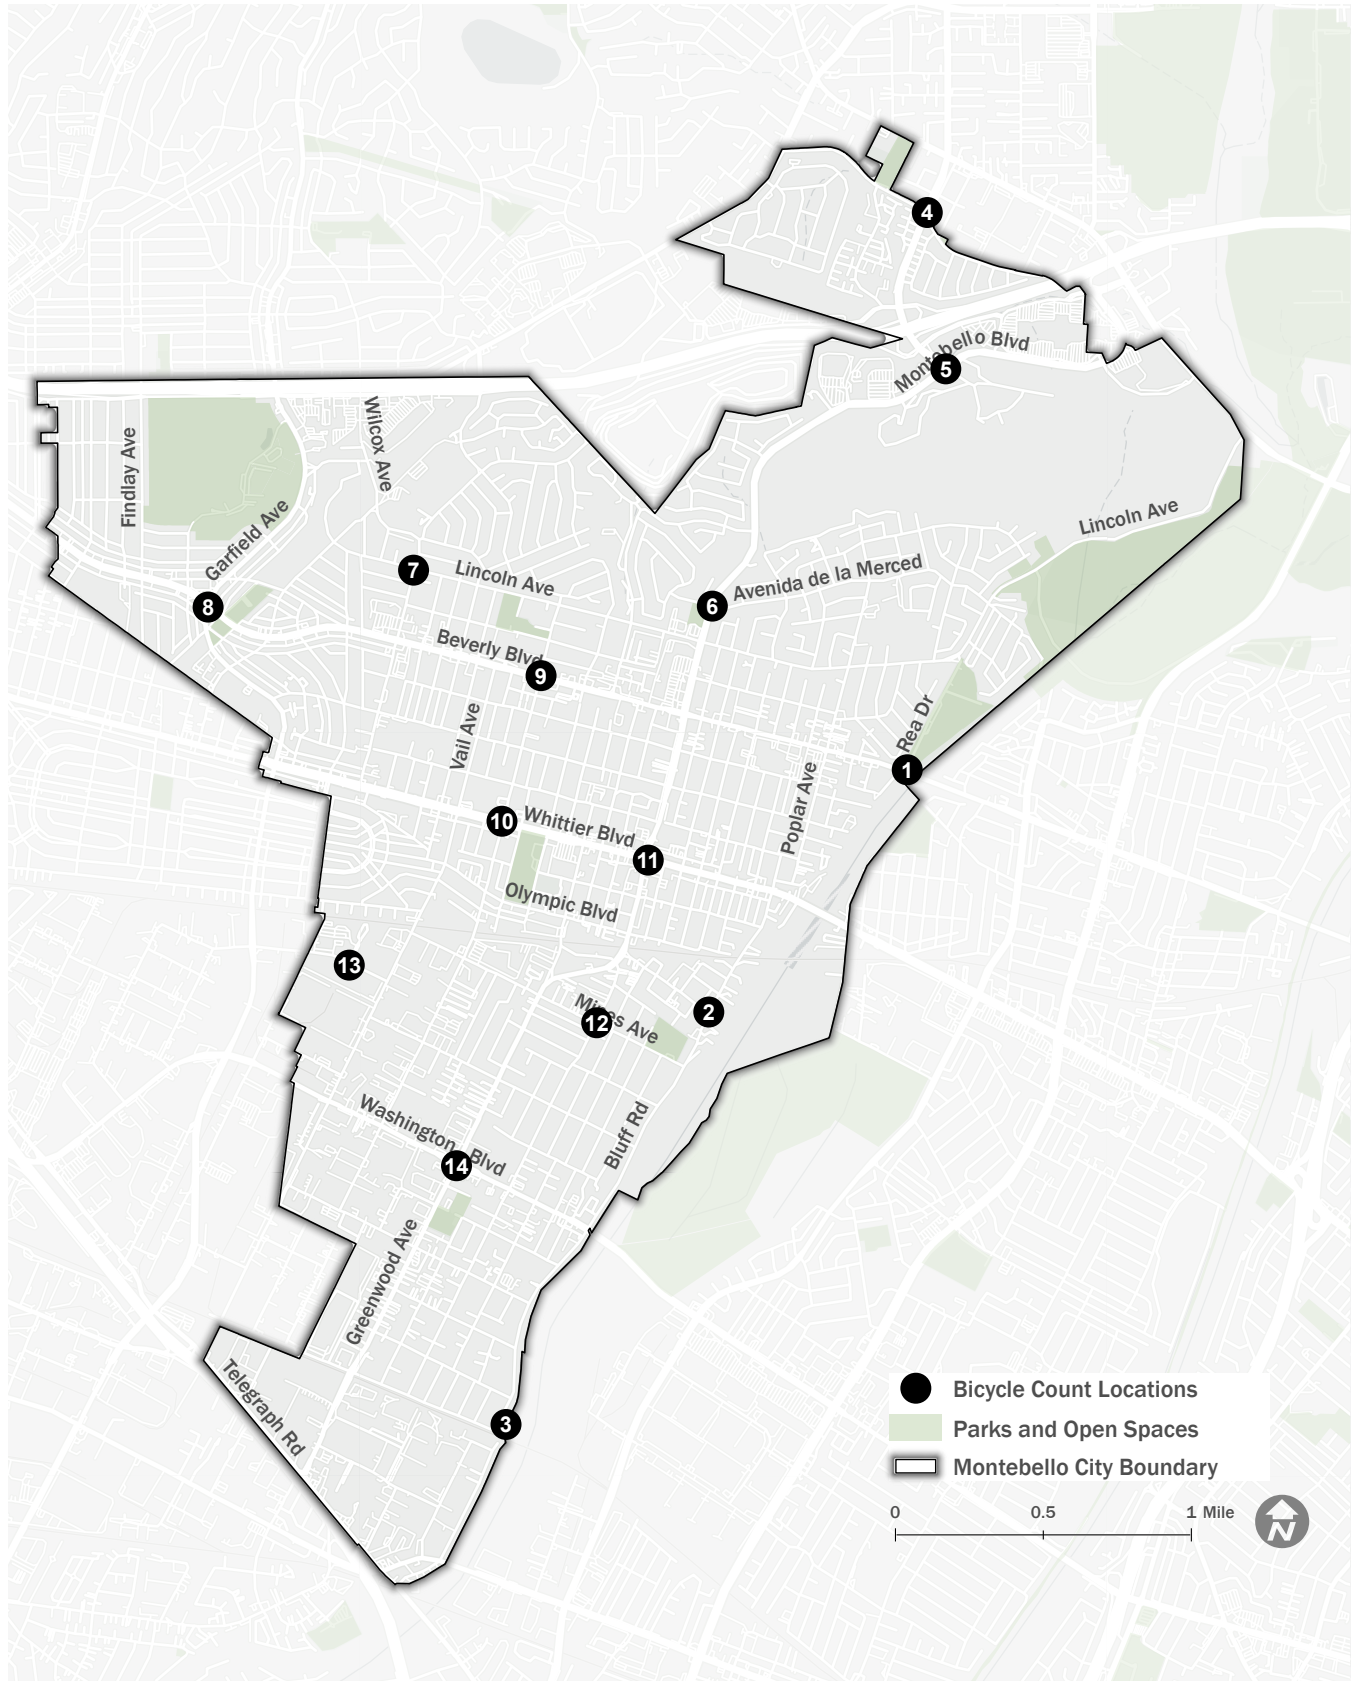 4
Montebello Blvd
5
Findlay Ave
Wilcox Ave
Garfield Ave
Lincoln Ave
7
Lincoln Ave
8
6
Avenida de la Merced
Beverly Blvd
9
Vail Ave
Rea Dr
1
Poplar Ave
10
Whittier Blvd
11
Olympic Blvd
13
Mines Ave
12
2
Washington Blvd
14
Bluff Rd
Greenwood Ave
Telegraph Rd
3
Bicycle Count Locations
Parks and Open Spaces
Montebello City Boundary
0 0.5 1 Mile
N